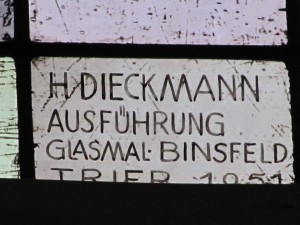 H. DIECKMANN
AUSFÜHRUNG
GLASMAL· BINSFELD
TRIER 1951